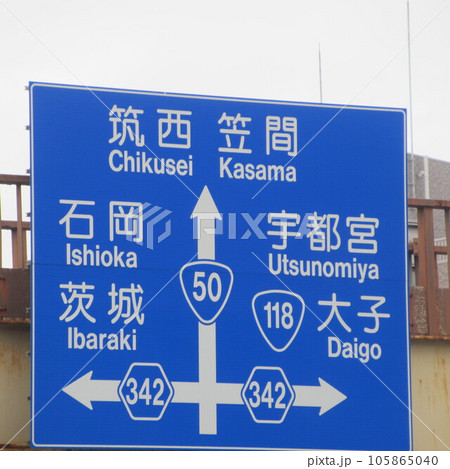 筑西 笠間
Chikusei Kasama
石岡
Ishioka
宇都宮
Utsunomiya
茨城
Ibaraki
50
118
大子
Daigo
342
342
PIXTA
pixta.jp - 105865040